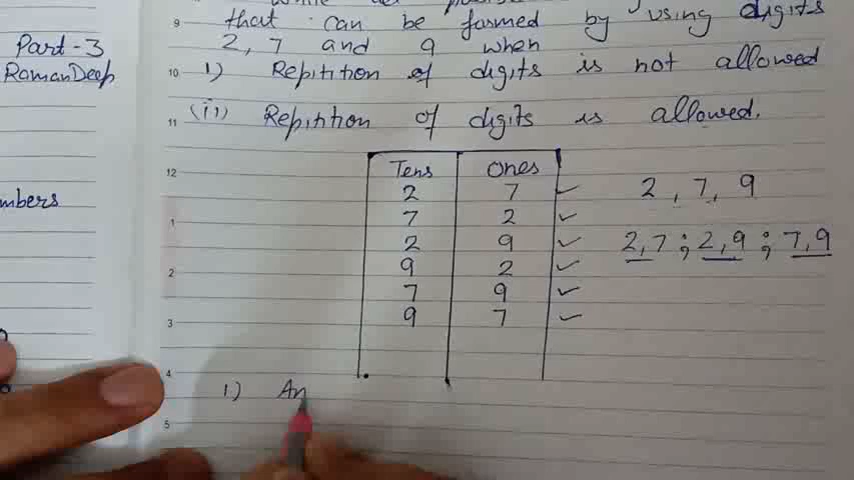 that can be formed by using digits
Part-3
2, 7 and 9 when
RomanDeep
1) Repitition of digits is not allowed
(ii) Repitition of digits is allowed.
Tens Ones
2 7 ✓ 2, 7, 9
7 2 ✓
2 9 ✓ 2,7 ; 2,9 ; 7,9
9 2 ✓
7 9 ✓
9 7 ✓
1) An
9
10
11
12
1
2
3
4
5